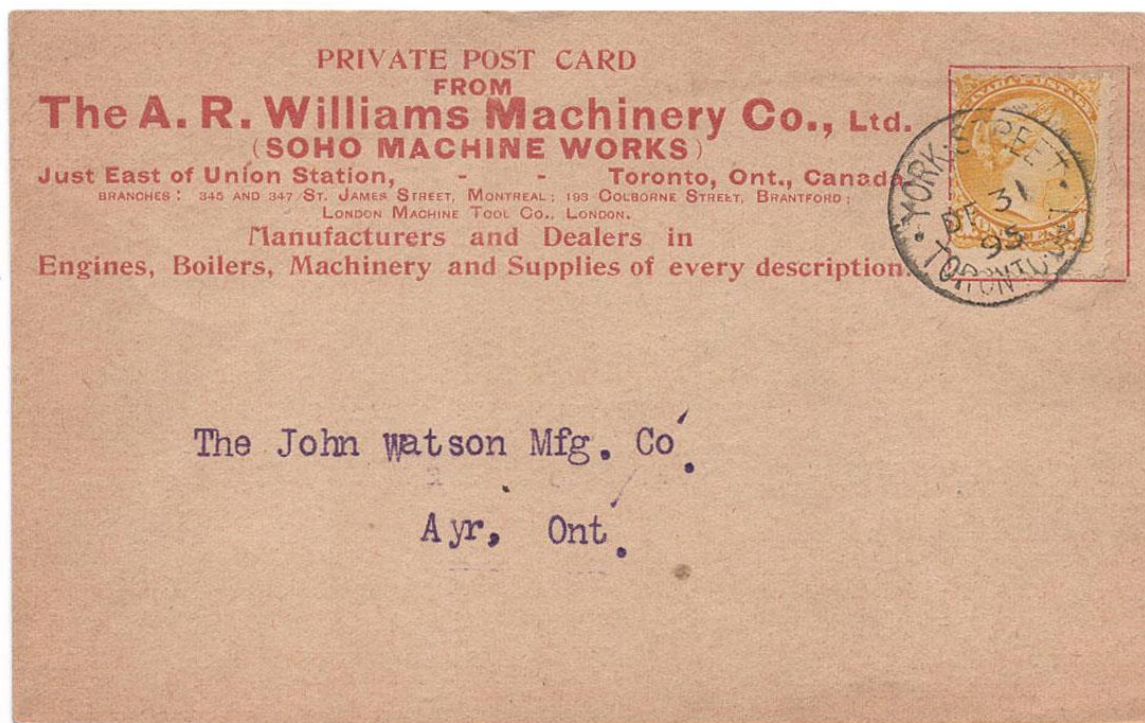 PRIVATE POST CARD
FROM
The A. R. Williams Machinery Co., Ltd.
(SOHO MACHINE WORKS)
Just East of Union Station, - - Toronto, Ont., Canada.
BRANCHES: 345 AND 347 ST. JAMES STREET, MONTREAL; 193 COLBORNE STREET, BRANTFORD;
LONDON MACHINE TOOL CO., LONDON.
Manufacturers and Dealers in
Engines, Boilers, Machinery and Supplies of every description.
YORK STREET
DE 31
95
TORONTO
The John Watson Mfg. Co.
Ayr, Ont.